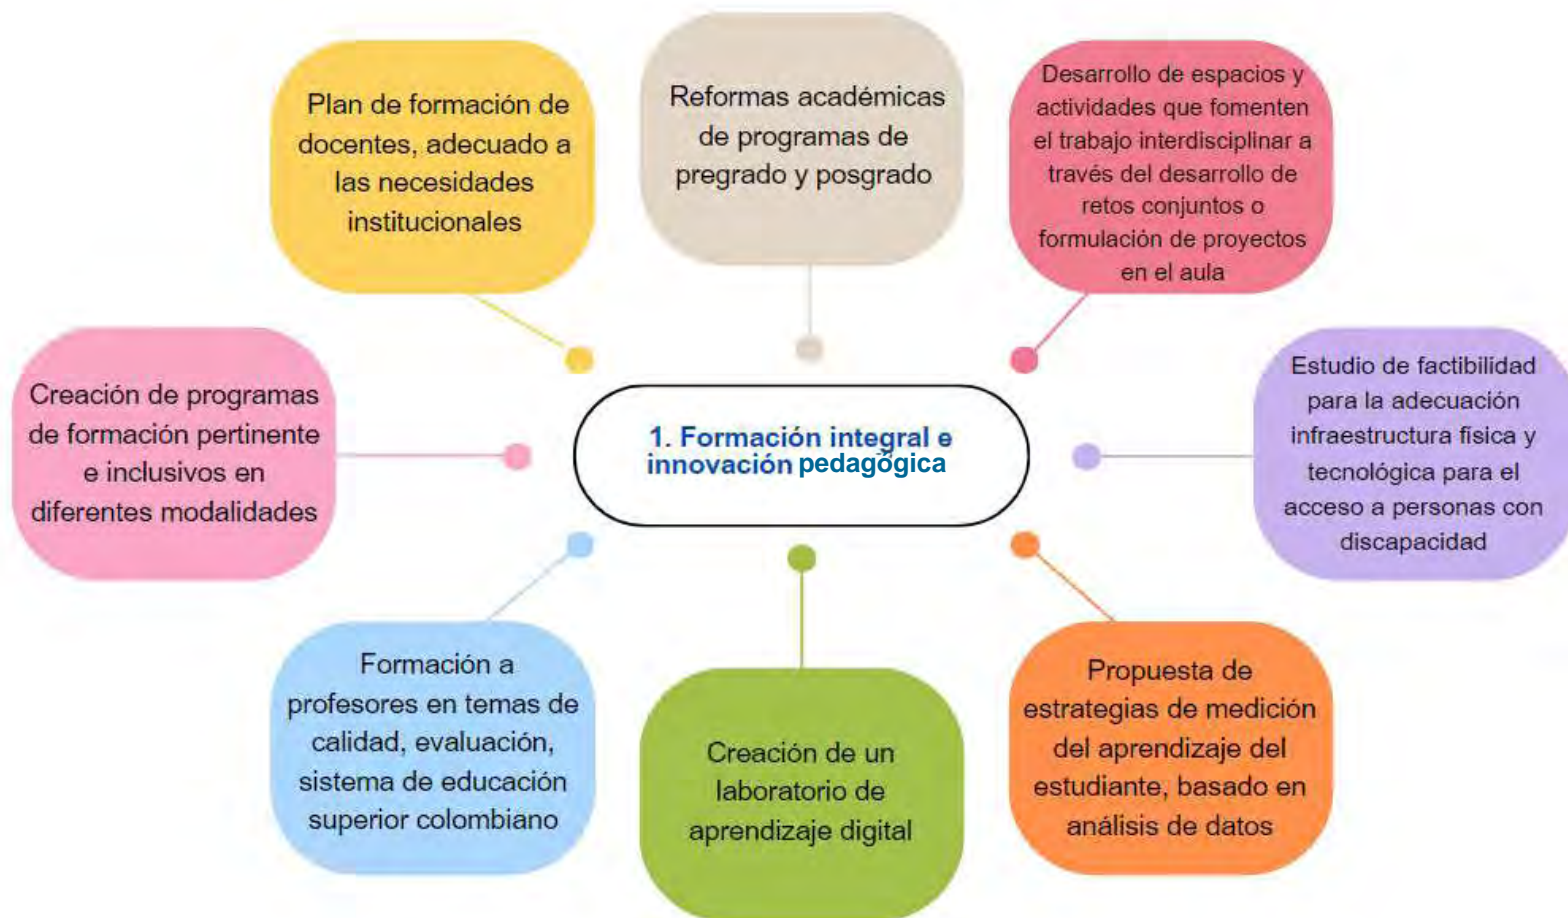 Plan de formación de
docentes, adecuado a
las necesidades
institucionales
Reformas académicas
de programas de
pregrado y posgrado
Desarrollo de espacios y
actividades que fomenten
el trabajo interdisciplinar a
través del desarrollo de
retos conjuntos o
formulación de proyectos
en el aula
Creación de programas
de formación pertinente
e inclusivos en
diferentes modalidades
1. Formación integral e
innovación pedagógica
Estudio de factibilidad
para la adecuación
infraestructura física y
tecnológica para el
acceso a personas con
discapacidad
Formación a
profesores en temas de
calidad, evaluación,
sistema de educación
superior colombiano
Creación de un
laboratorio de
aprendizaje digital
Propuesta de
estrategias de medición
del aprendizaje del
estudiante, basado en
análisis de datos